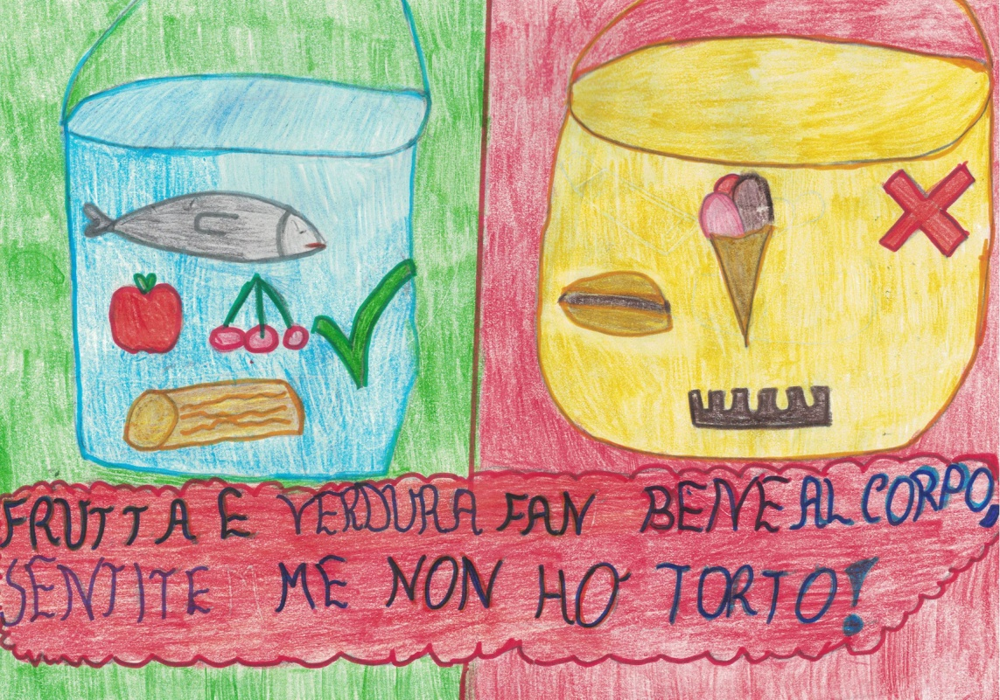 FRUTTA E VERDURA FAN BENE AL CORPO,
SENTITE ME NON HO TORTO!